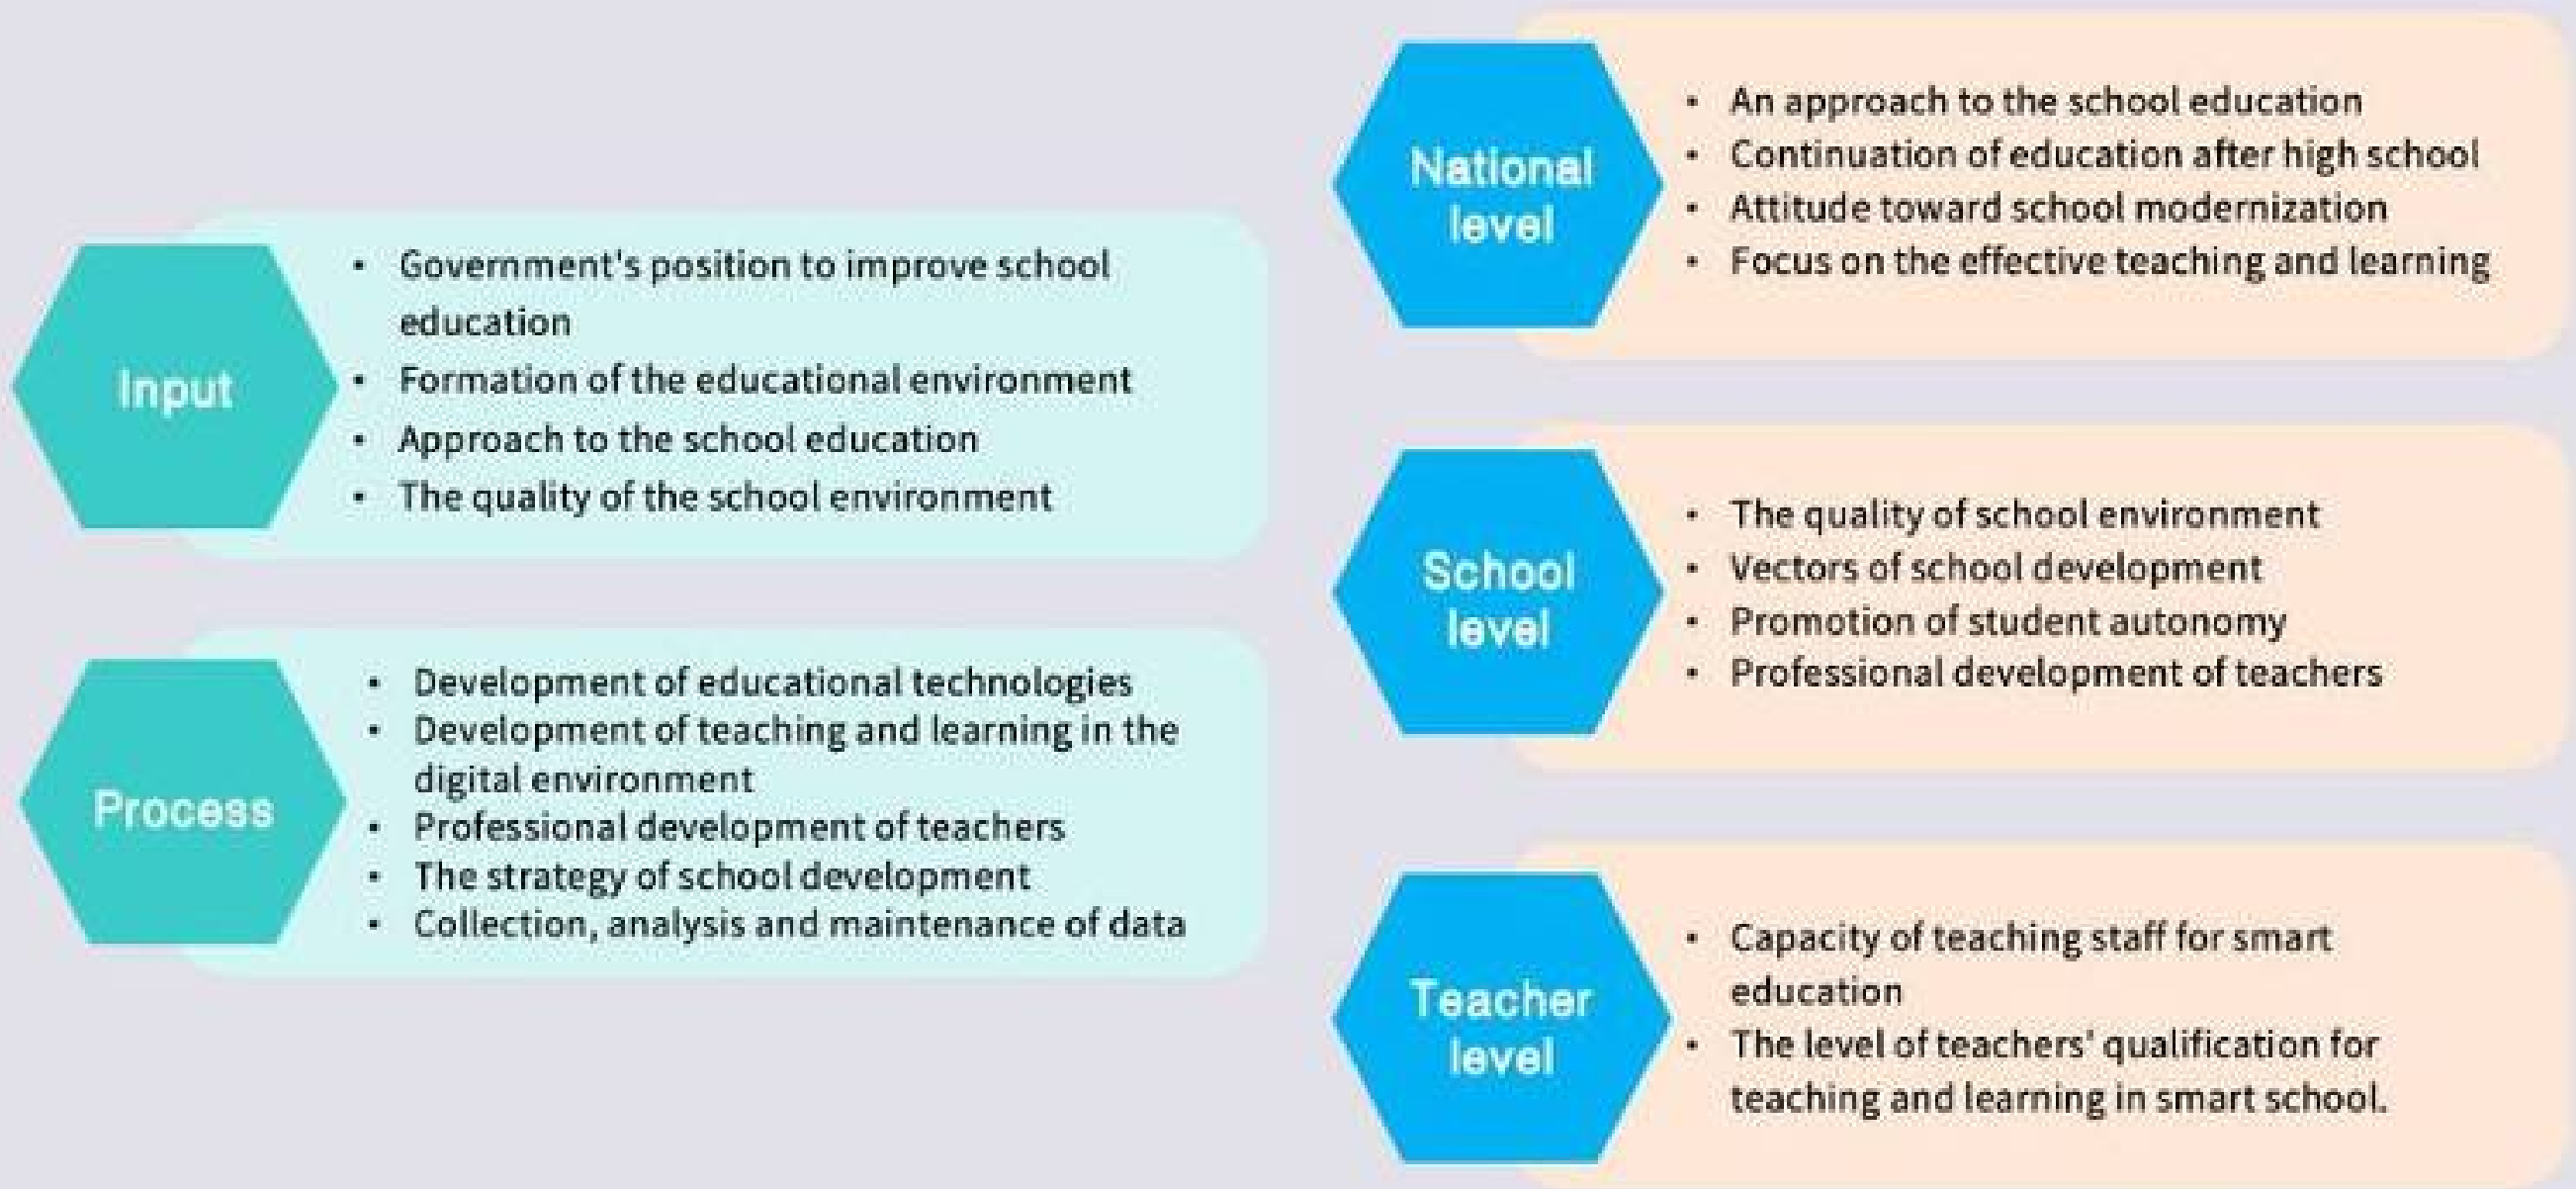 Input
• Government's position to improve school
education
• Formation of the educational environment
• Approach to the school education
• The quality of the school environment
Process
• Development of educational technologies
• Development of teaching and learning in the
digital environment
• Professional development of teachers
• The strategy of school development
• Collection, analysis and maintenance of data
National
level
• An approach to the school education
• Continuation of education after high school
• Attitude toward school modernization
• Focus on the effective teaching and learning
School
level
• The quality of school environment
• Vectors of school development
• Promotion of student autonomy
• Professional development of teachers
Teacher
level
• Capacity of teaching staff for smart
education
• The level of teachers' qualification for
teaching and learning in smart school.